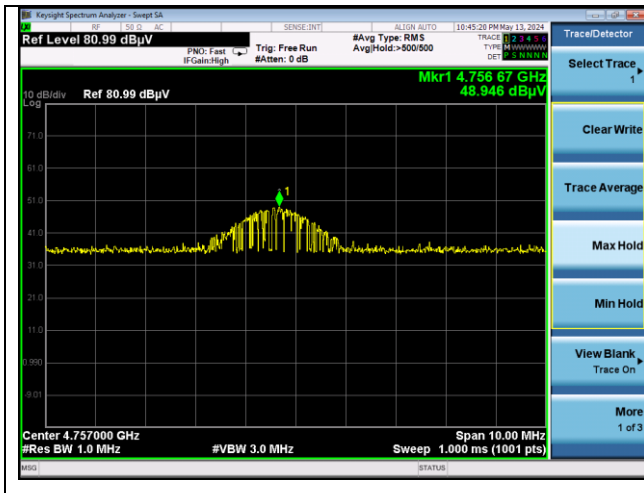 Keysight Spectrum Analyzer - Swept SA
RF 50 Ω AC SENSE:INT ALIGN AUTO 10:45:20 PM May 13, 2024
Ref Level 80.99 dBµV
PNO: Fast
IFGain:High
Trig: Free Run
#Atten: 0 dB
#Avg Type: RMS
Avg|Hold:>500/500
TRACE 1 2 3 4 5 6
TYPE M WWWWW
DET P S N N N N
Mkr1 4.756 67 GHz
48.946 dBµV
10 dB/div Ref 80.99 dBµV
Log
71.0
61.0
51.0
41.0
31.0
21.0
11.0
0.990
-9.01
1
Center 4.757000 GHz Span 10.00 MHz
#Res BW 1.0 MHz #VBW 3.0 MHz Sweep 1.000 ms (1001 pts)
MSG STATUS
Trace/Detector
Select Trace
1
Clear Write
Trace Average
Max Hold
Min Hold
View Blank
Trace On
More
1 of 3